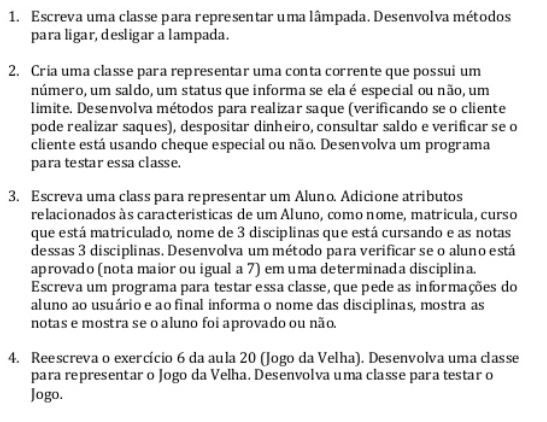 1. Escreva uma classe para representar uma lâmpada. Desenvolva métodos
para ligar, desligar a lampada.
2. Cria uma classe para representar uma conta corrente que possui um
número, um saldo, um status que informa se ela é especial ou não, um
limite. Desenvolva métodos para realizar saque (verificando se o cliente
pode realizar saques), despositar dinheiro, consultar saldo e verificar se o
cliente está usando cheque especial ou não. Desenvolva um programa
para testar essa classe.
3. Escreva uma class para representar um Aluno. Adicione atributos
relacionados às caracteristicas de um Aluno, como nome, matricula, curso
que está matriculado, nome de 3 disciplinas que está cursando e as notas
dessas 3 disciplinas. Desenvolva um método para verificar se o aluno está
aprovado (nota maior ou igual a 7) em uma determinada disciplina.
Escreva um programa para testar essa classe, que pede as informações do
aluno ao usuário e ao final informa o nome das disciplinas, mostra as
notas e mostra se o aluno foi aprovado ou não.
4. Reescreva o exercício 6 da aula 20 (Jogo da Velha). Desenvolva uma classe
para representar o Jogo da Velha. Desenvolva uma classe para testar o
Jogo.